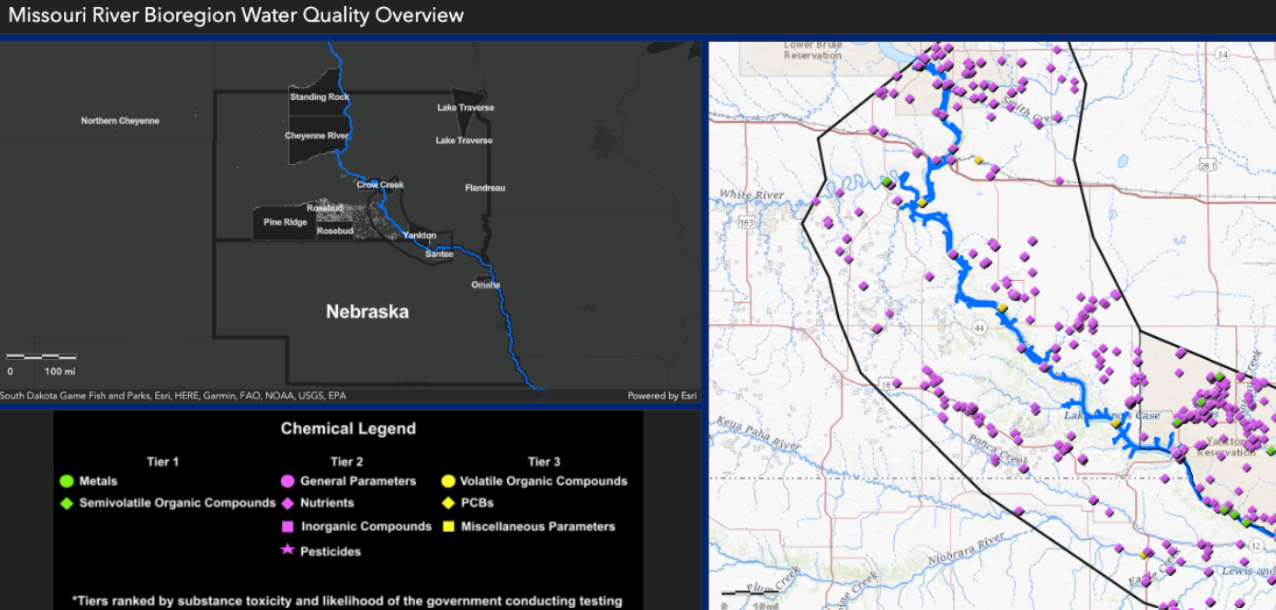 Missouri River Bioregion Water Quality Overview
Standing Rock
Northern Cheyenne
Lake Traverse
Cheyenne River
Lake Traverse
Crow Creek
Flandreau
Rosebud
Pine Ridge
Rosebud
Yankton
Santee
Omaha
Nebraska
0 100 mi
South Dakota Game Fish and Parks, Esri, HERE, Garmin, FAO, NOAA, USGS, EPA
Powered by Esri
Chemical Legend
Tier 1 Tier 2 Tier 3
Metals General Parameters Volatile Organic Compounds
Semivolatile Organic Compounds Nutrients PCBs
Inorganic Compounds Miscellaneous Parameters
Pesticides
*Tiers ranked by substance toxicity and likelihood of the government conducting testing
Lower Brule
Reservation
34
Smith Creek
281
White River
183
44
18
Case
Keya Paha River
Ponca Creek
Yankton
Reservation
Creek
Niobrara River
12
Plum Creek
Creek
Lewis and
0 10 mi